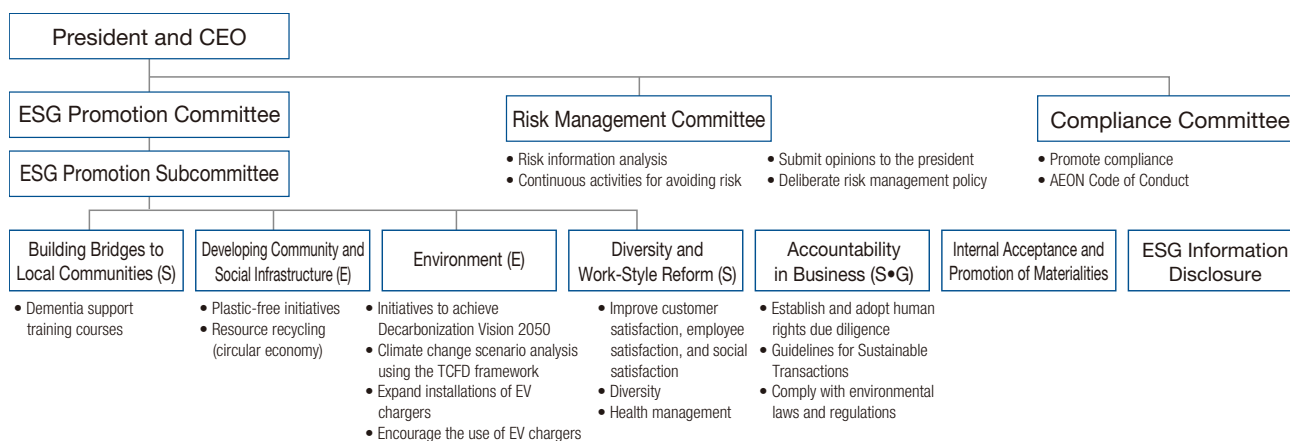 President and CEO
ESG Promotion Committee
Risk Management Committee
Compliance Committee
• Risk information analysis
• Continuous activities for avoiding risk
• Submit opinions to the president
• Deliberate risk management policy
• Promote compliance
• AEON Code of Conduct
ESG Promotion Subcommittee
Building Bridges to
Local Communities (S)
• Dementia support
training courses
Developing Community and
Social Infrastructure (E)
• Plastic-free initiatives
• Resource recycling
(circular economy)
Environment (E)
• Initiatives to achieve
Decarbonization Vision 2050
• Climate change scenario analysis
using the TCFD framework
• Expand installations of EV
chargers
• Encourage the use of EV chargers
Diversity and
Work-Style Reform (S)
• Improve customer
satisfaction, employee
satisfaction, and social
satisfaction
• Diversity
• Health management
Accountability
in Business (S•G)
• Establish and adopt human
rights due diligence
• Guidelines for Sustainable
Transactions
• Comply with environmental
laws and regulations
Internal Acceptance and
Promotion of Materialities
ESG Information
Disclosure